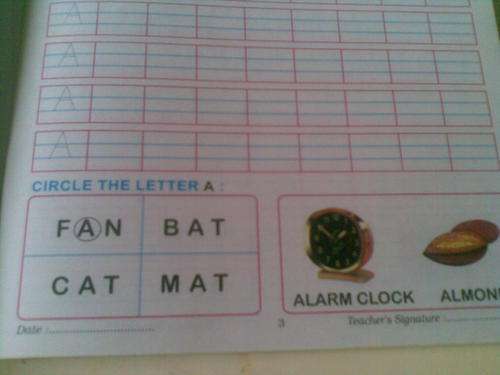 A
A
A
A
CIRCLE THE LETTER A :
FAN BAT
CAT MAT
ALARM CLOCK
Date :
3
Teacher's Signature :